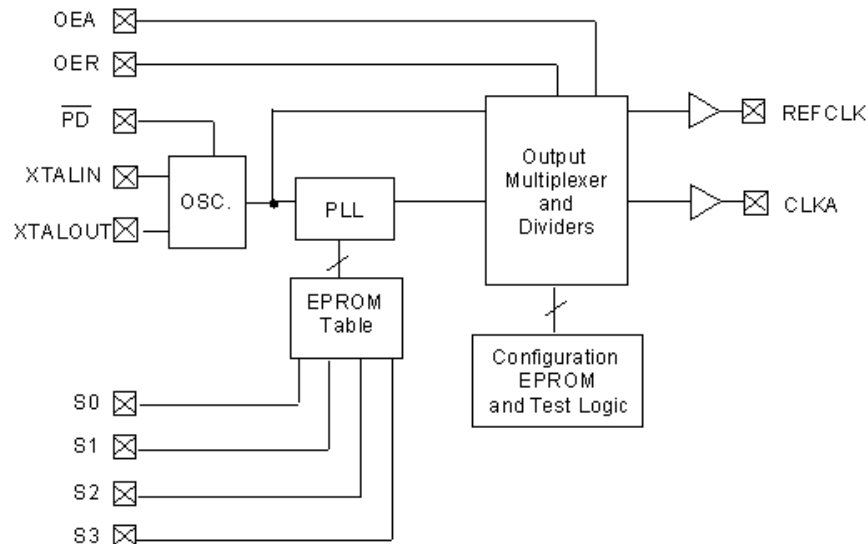 OEA
OER
PD
XTALIN
XTALOUT
OSC.
PLL
EPROM
Table
Output
Multiplexer
and
Dividers
REFCLK
CLKA
Configuration
EPROM
and Test Logic
S0
S1
S2
S3